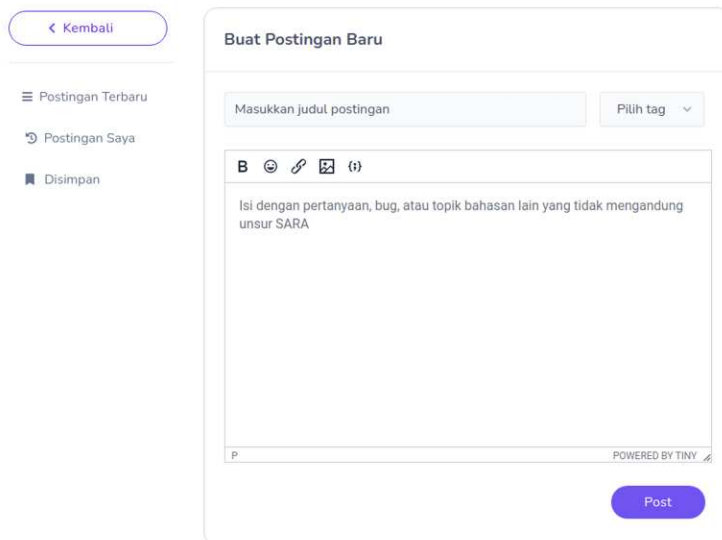 Kembali
Postingan Terbaru
Postingan Saya
Disimpan
Buat Postingan Baru
Masukkan judul postingan
Pilih tag
B
Isi dengan pertanyaan, bug, atau topik bahasan lain yang tidak mengandung
unsur SARA
P
POWERED BY TINY
Post